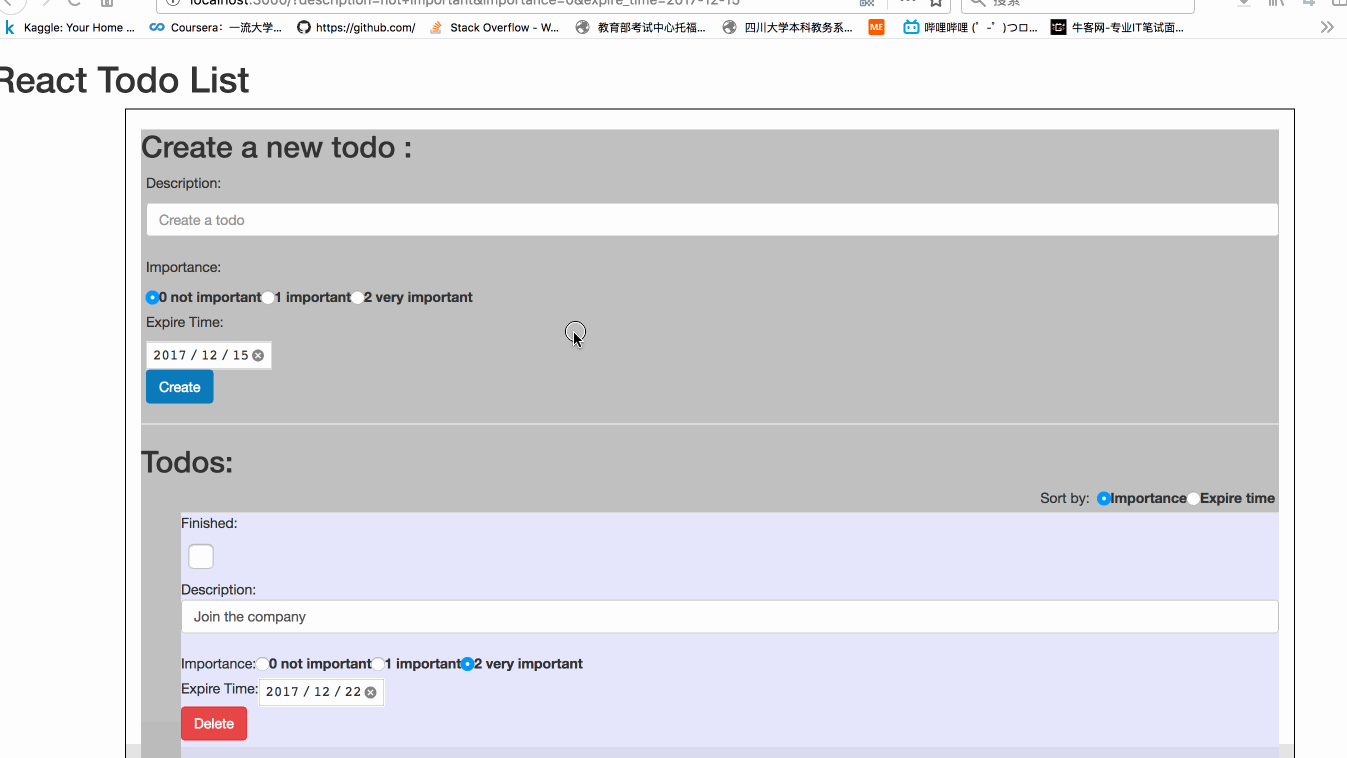 localhost:3000/?description=not+important&importance=0&expire_time=2017-12-15
搜索
Kaggle: Your Home ...
Coursera：一流大学...
https://github.com/
Stack Overflow - W...
教育部考试中心托福...
四川大学本科教务系...
ME
哔哩哔哩 (゜-゜)つロ...
牛客网-专业IT笔试面...
React Todo List
Create a new todo :
Description:
Create a todo
Importance:
0 not important 1 important 2 very important
Expire Time:
2017 / 12 / 15
Create
Todos:
Sort by: Importance Expire time
Finished:
Description:
Join the company
Importance: 0 not important 1 important 2 very important
Expire Time: 2017 / 12 / 22
Delete